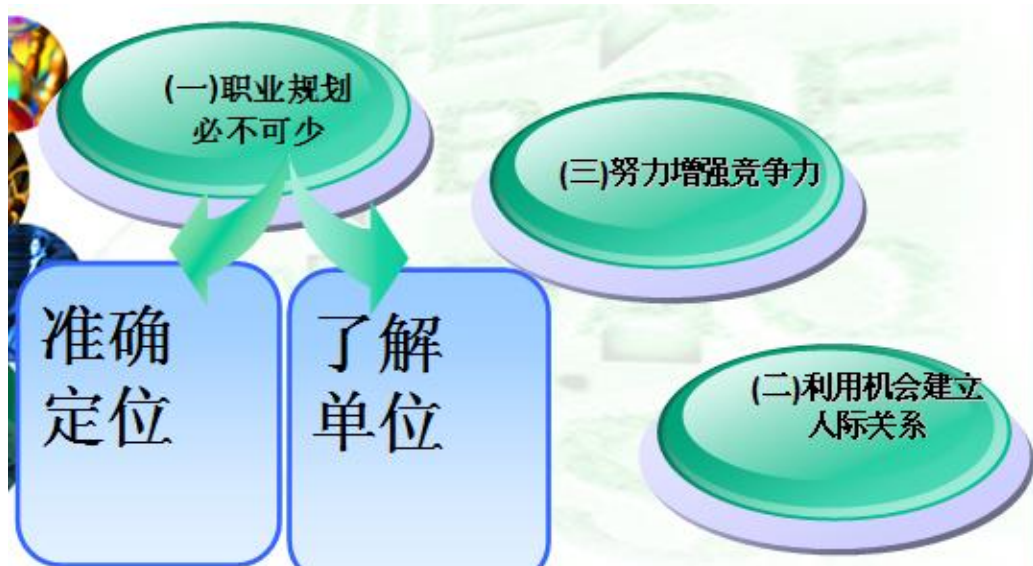 (一)职业规划
必不可少
(三)努力增强竞争力
准确
定位
了解
单位
(二)利用机会建立
人际关系